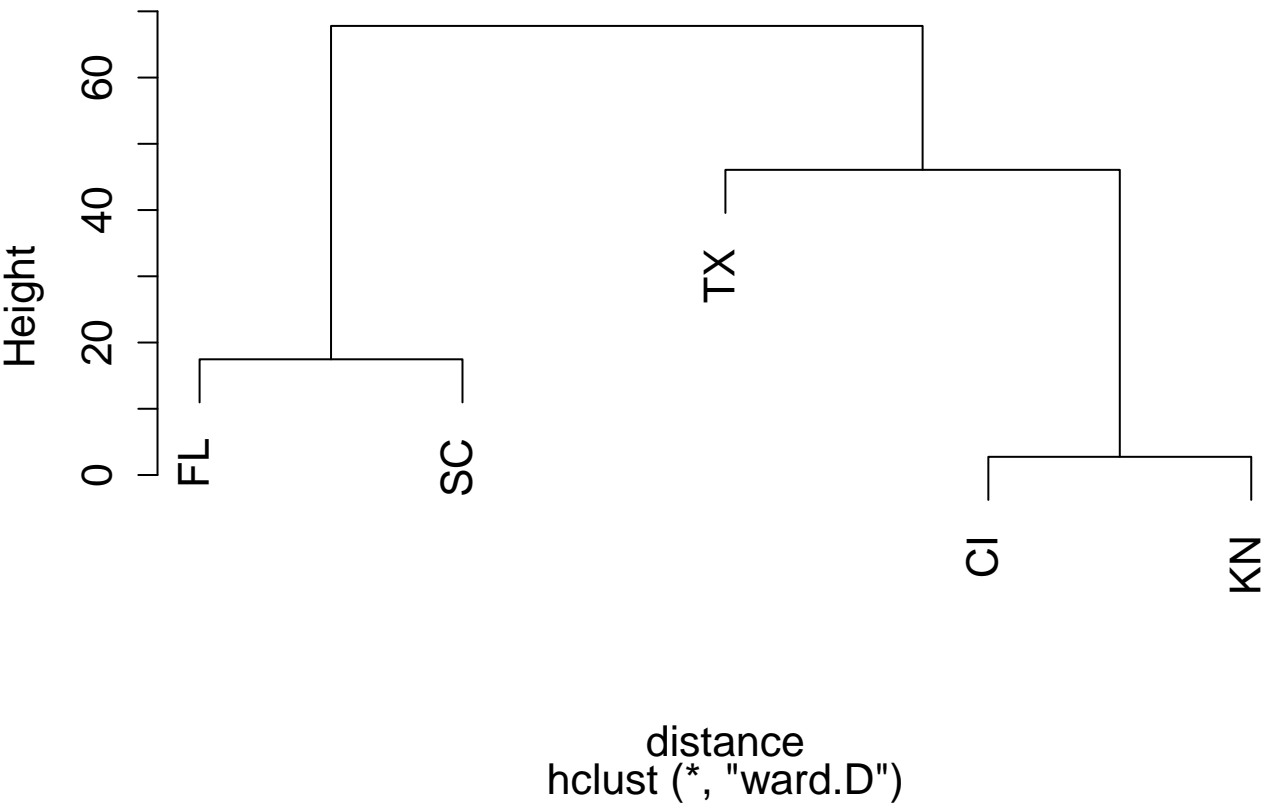 Height
60
40
20
0
FL
SC
TX
CI
KN
distance
hclust (*, "ward.D")